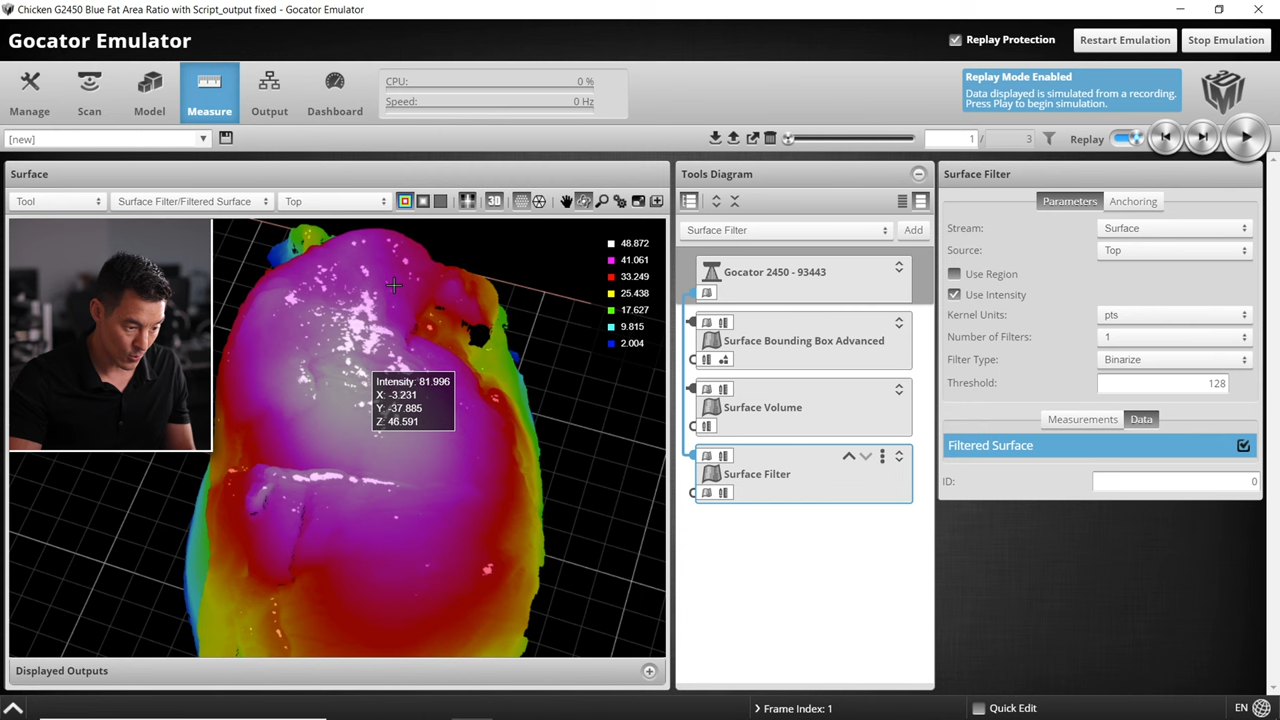 Chicken G2450 Blue Fat Area Ratio with Script_output fixed - Gocator Emulator
Gocator Emulator
Replay Protection
Restart Emulation
Stop Emulation
Manage
Scan
Model
Measure
Output
Dashboard
CPU: 0 %
Speed: 0 Hz
Replay Mode Enabled
Data displayed is simulated from a recording.
Press Play to begin simulation.
[new]
1 / 3
Replay
Surface
Tool
Surface Filter/Filtered Surface
Top
3D
48.872
41.061
33.249
25.438
17.627
9.815
2.004
Intensity: 81.996
X: -3.231
Y: -37.885
Z: 46.591
Displayed Outputs
Tools Diagram
Surface Filter
Add
Gocator 2450 - 93443
Surface Bounding Box Advanced
Surface Volume
Surface Filter
Surface Filter
Parameters
Anchoring
Stream: Surface
Source: Top
Use Region
Use Intensity
Kernel Units: pts
Number of Filters: 1
Filter Type: Binarize
Threshold: 128
Measurements
Data
Filtered Surface
ID: 0
Frame Index: 1
Quick Edit
EN